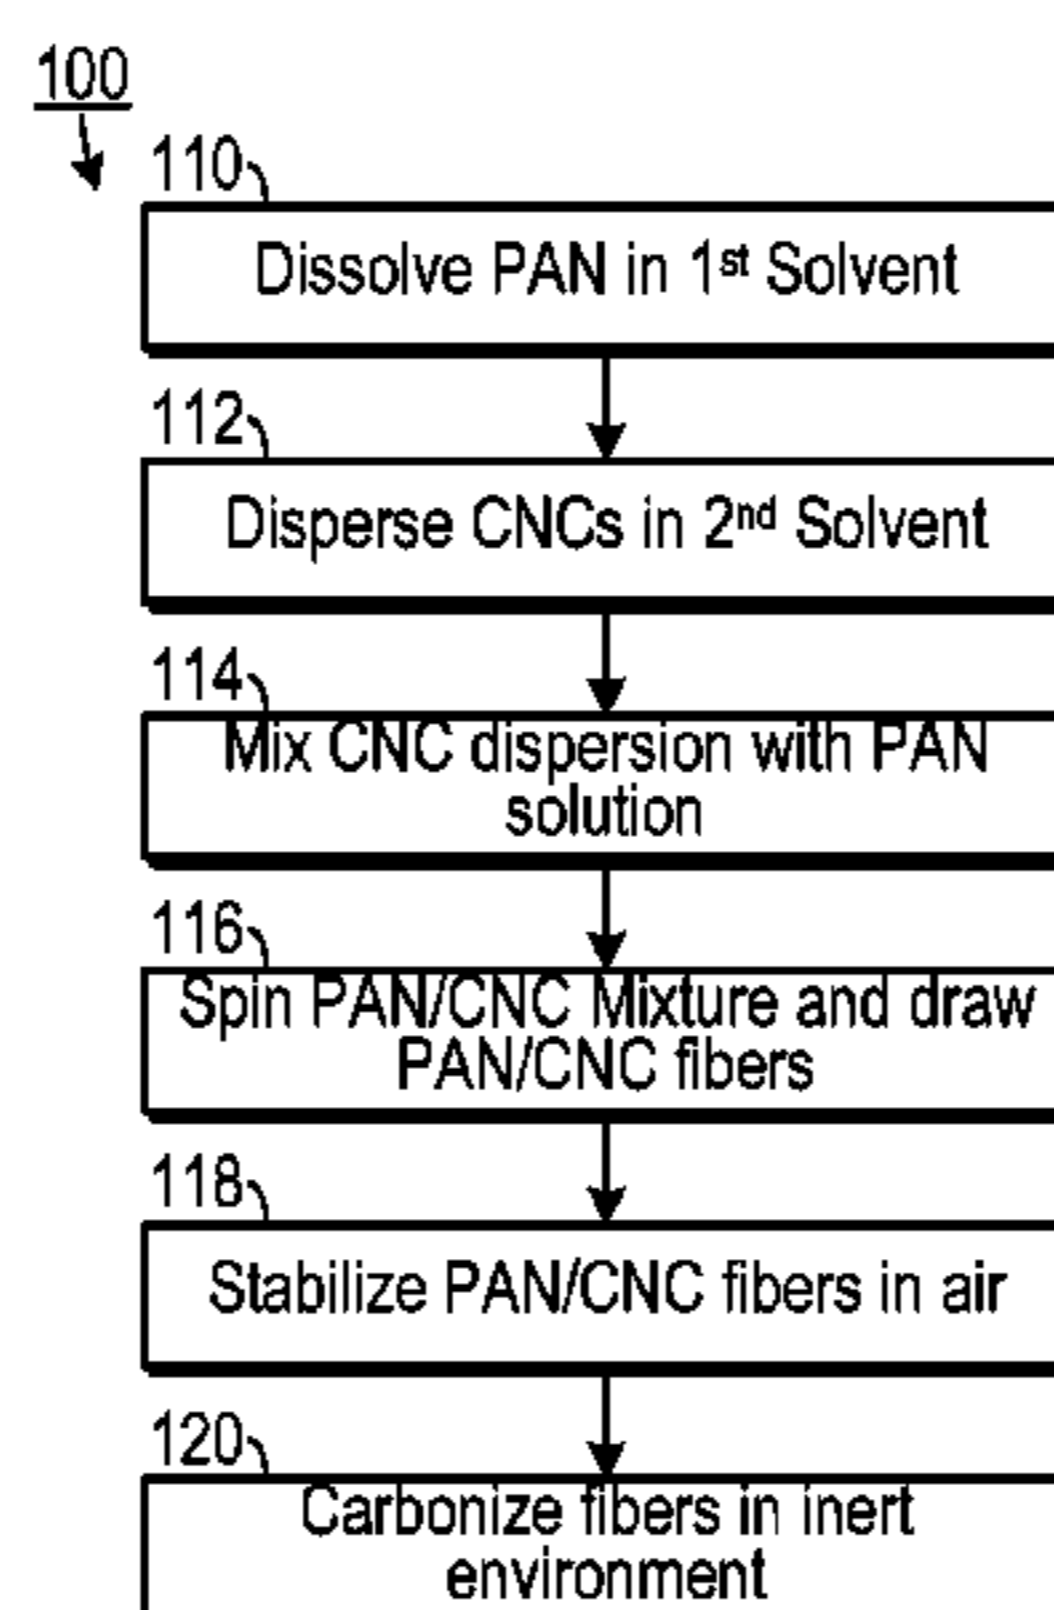 100
110
Dissolve PAN in 1st Solvent
112
Disperse CNCs in 2nd Solvent
114
Mix CNC dispersion with PAN
solution
116
Spin PAN/CNC Mixture and draw
PAN/CNC fibers
118
Stabilize PAN/CNC fibers in air
120
Carbonize fibers in inert
environment